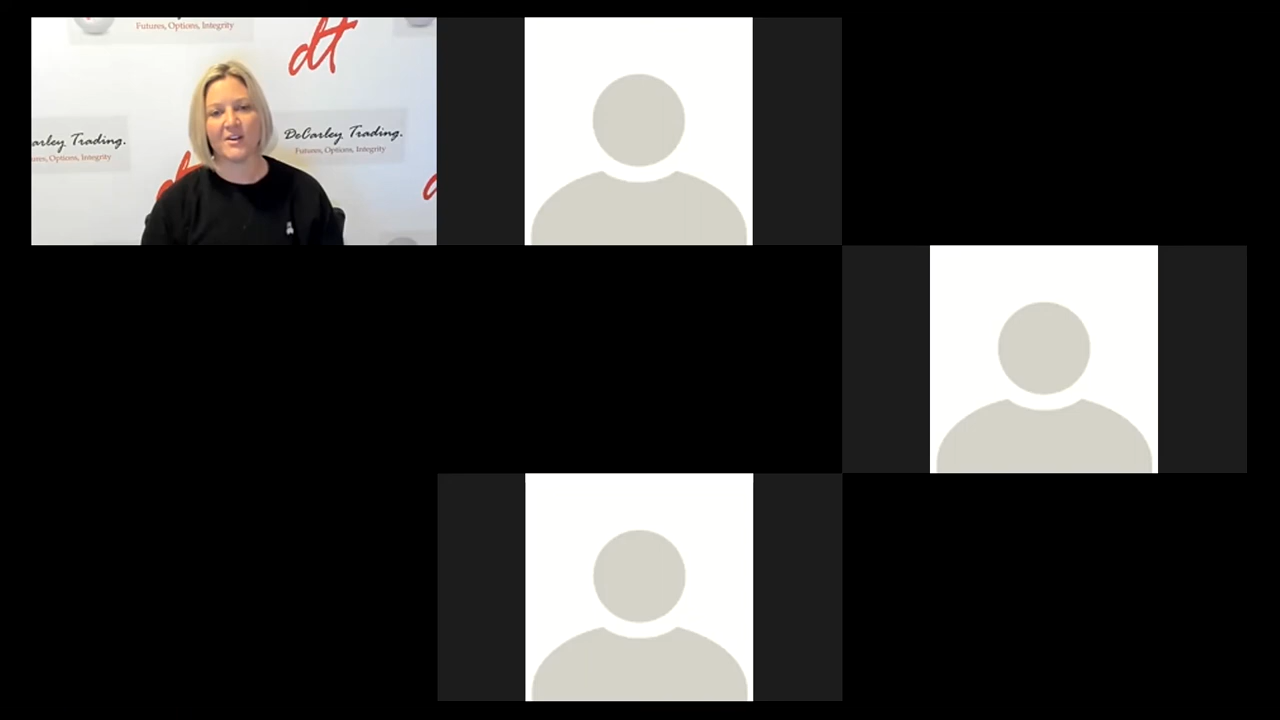 Futures, Options, Integrity
dt
DeCarley Trading.
Futures, Options, Integrity
arley Trading.
ures, Options, Integrity